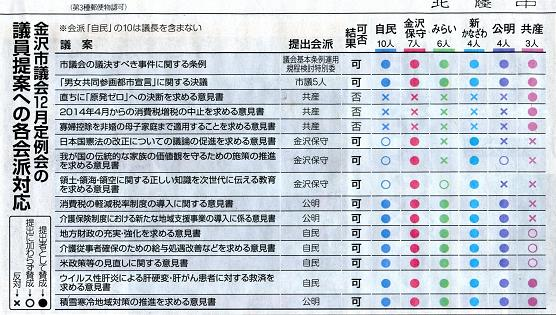 (第3種郵便物認可)
金沢市議会12月定例会の
議員提案への各会派対応
提出者として賛成→●
提出に加わらず賛成→○
反対→×
※会派「自民」の10は議長を含まない
議案 提出会派 可否結果 自民10人 金沢保守7人 みらい6人 新かなざわ4人 公明4人 共産3人
市議会の議決すべき事件に関する条例 議会基本条例運用規程検討特別委 可 ● ● ● ● ● ●
「男女共同参画都市宣言」に関する決議 市議5人 可 ● ● ● ● ● ●
直ちに「原発ゼロ」への決断を求める意見書 共産 否 × × × × × ●
2014年4月からの消費税増税の中止を求める意見書 共産 否 × × × × × ●
寡婦控除を非婚の母子家庭まで適用することを求める意見書 共産 否 × × × × × ●
日本国憲法の改正についての議論の促進を求める意見書 金沢保守 可 ○ ● × ● × ×
我が国の伝統的な家族の価値観を守るための施策の推進
を求める意見書 金沢保守 可 ○ ● × ● ○ ×
領土・領海・領空に関する正しい知識を次世代に伝える教育
を求める意見書 金沢保守 可 ○ ● ○ ● ○ ×
消費税の軽減税率制度の導入に関する意見書 公明 可 ● ● ● ● ● ×
介護保険制度における新たな地域支援事業の導入に係る意見書 公明 可 ● ● ● ● ● ×
地方財政の充実・強化を求める意見書 自民 可 ● ● ● ● ● ○
介護従事者確保のための給与処遇改善などを求める意見書 自民 可 ● ● ● ● ● ○
米政策等の見直しに関する意見書 自民 可 ● ● ● ● ● ○
ウイルス性肝炎による肝硬変・肝がん患者に対する救済を
求める意見書 自民 可 ● ● ● ● ● ●
積雪寒冷地域対策の推進を求める意見書 公明 可 ● ● ● ● ● ●